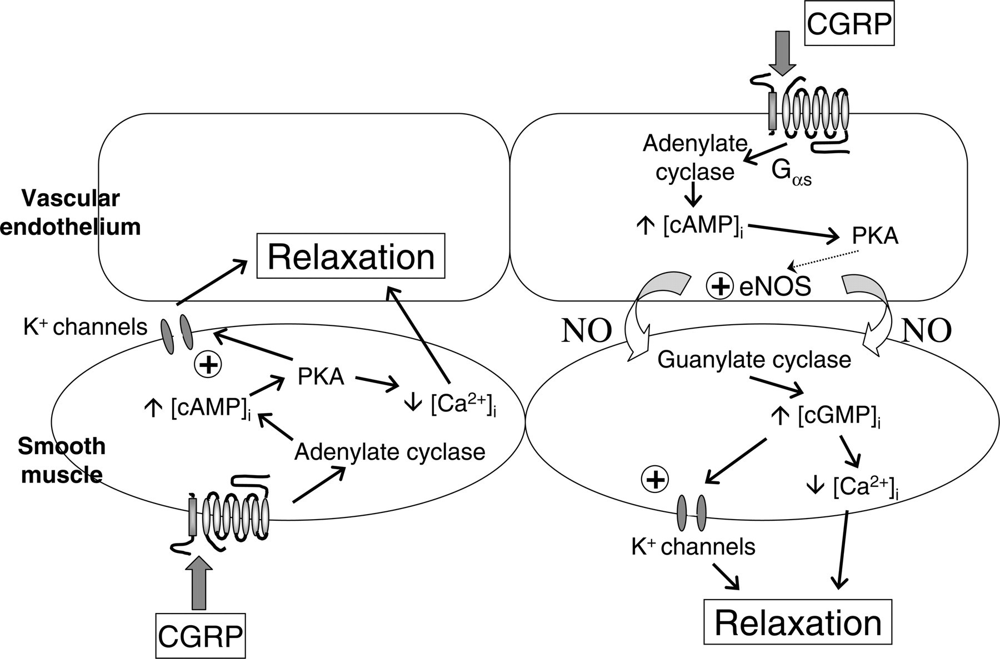 CGRP
Adenylate
cyclase
Gαs
Vascular
endothelium
↑ [cAMP]i
PKA
Relaxation
+ eNOS
K+ channels
NO
NO
+
PKA
Guanylate cyclase
↑ [cAMP]i
↓ [Ca2+]i
↑ [cGMP]i
Smooth
muscle
Adenylate cyclase
+
↓ [Ca2+]i
K+ channels
CGRP
Relaxation